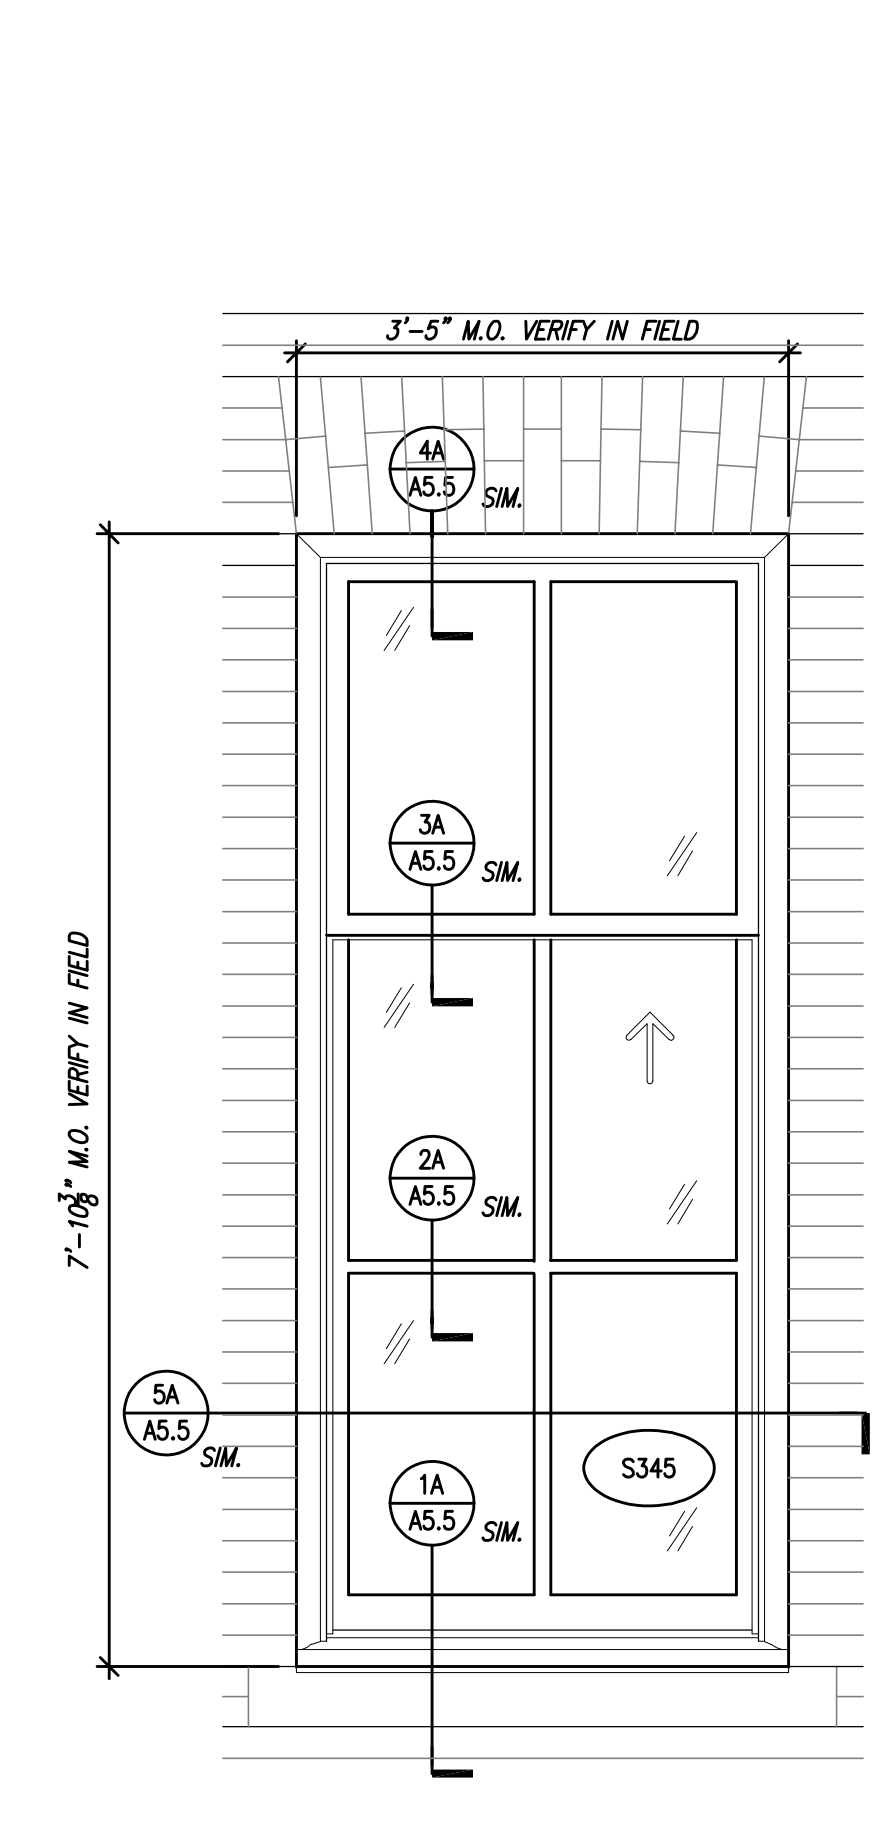 3'-5" M.O. VERIFY IN FIELD
4A
A5.5
SIM.
3A
A5.5
SIM.
7'-10 3/8" M.O. VERIFY IN FIELD
2A
A5.5
SIM.
5A
A5.5
SIM.
S345
1A
A5.5
SIM.